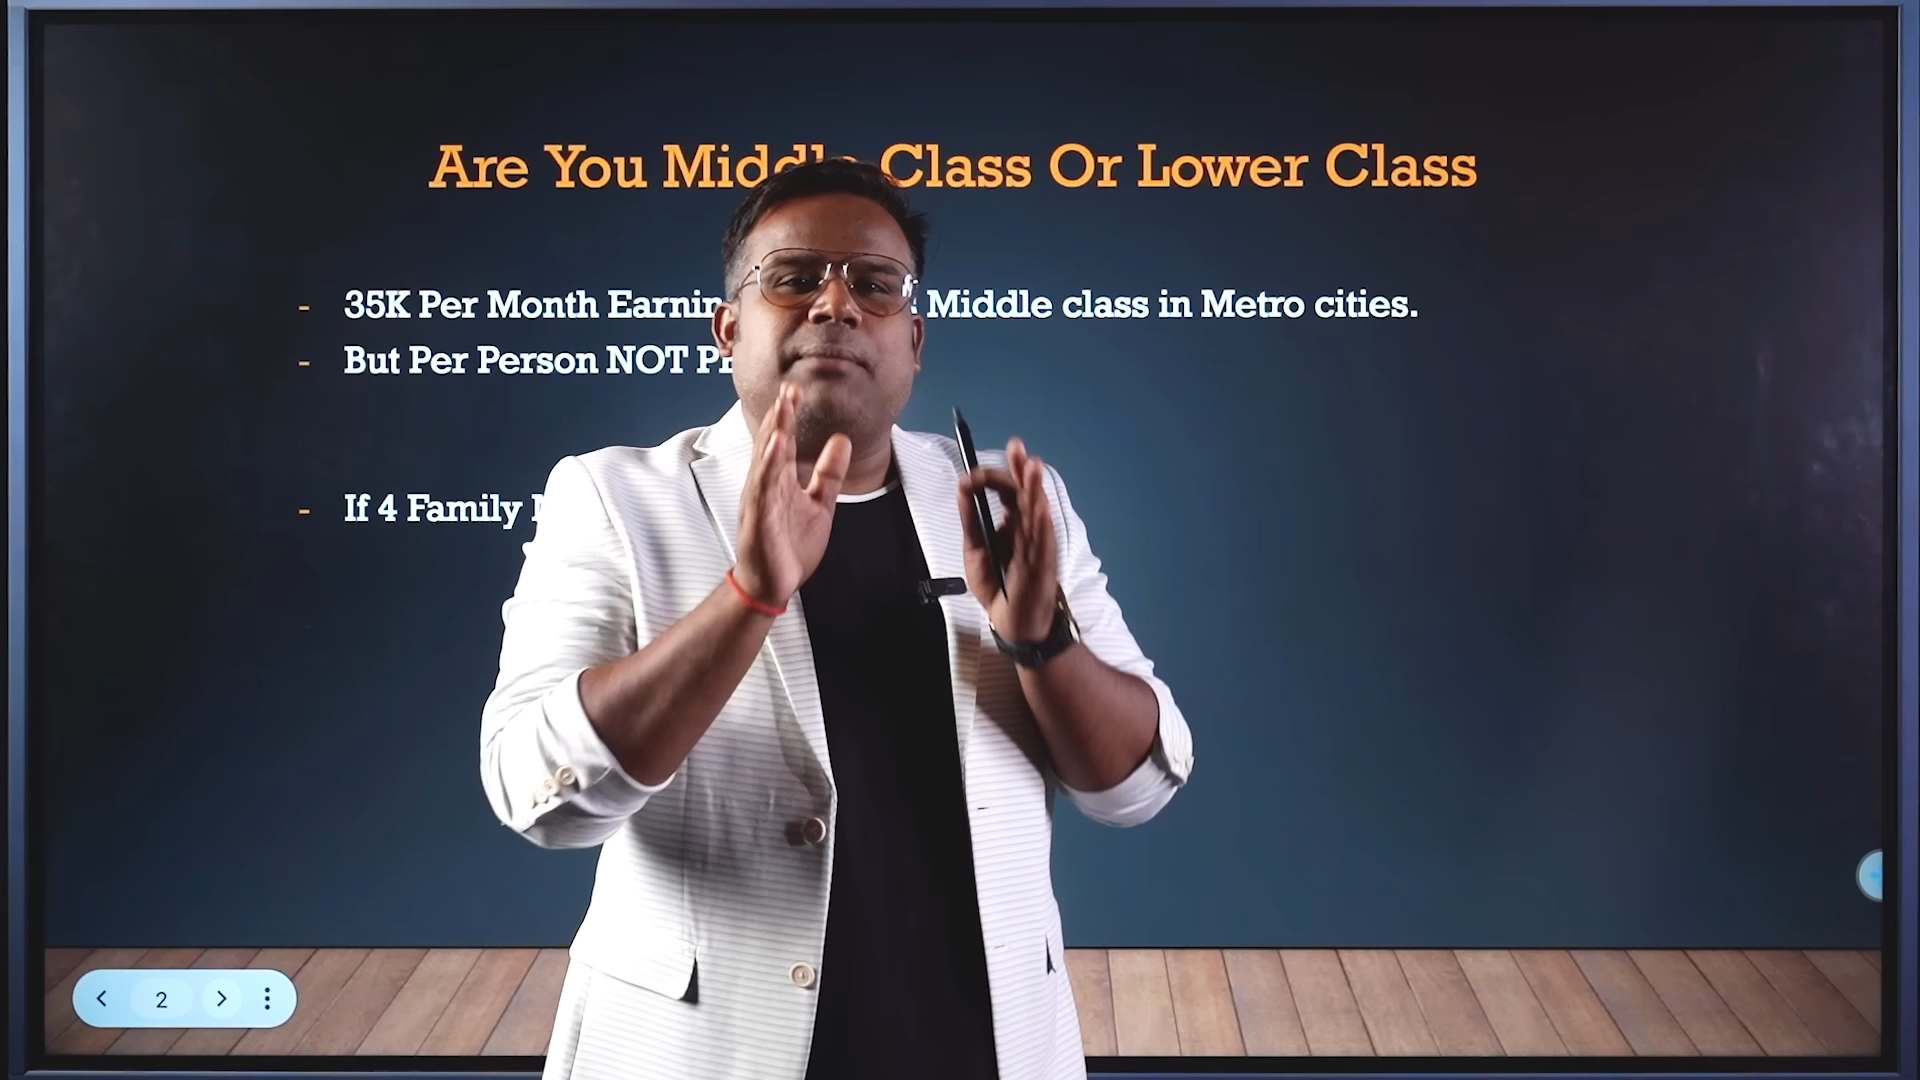 Are You Middle Class Or Lower Class
- 35K Per Month Earnin Middle class in Metro cities.
- But Per Person NOT
- If 4 Family
2